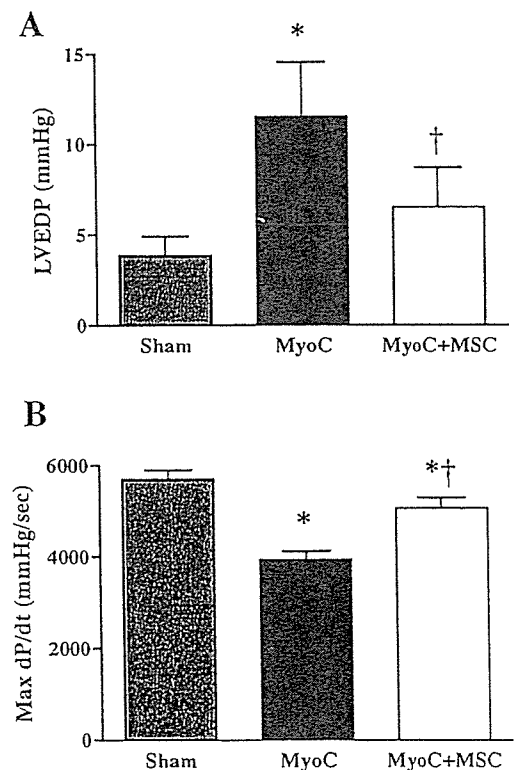 A
LVEDP (mmHg)
15
10
5
0
*
†
Sham MyoC MyoC+MSC
B
Max dP/dt (mmHg/sec)
6000
4000
2000
0
*
*†
Sham MyoC MyoC+MSC